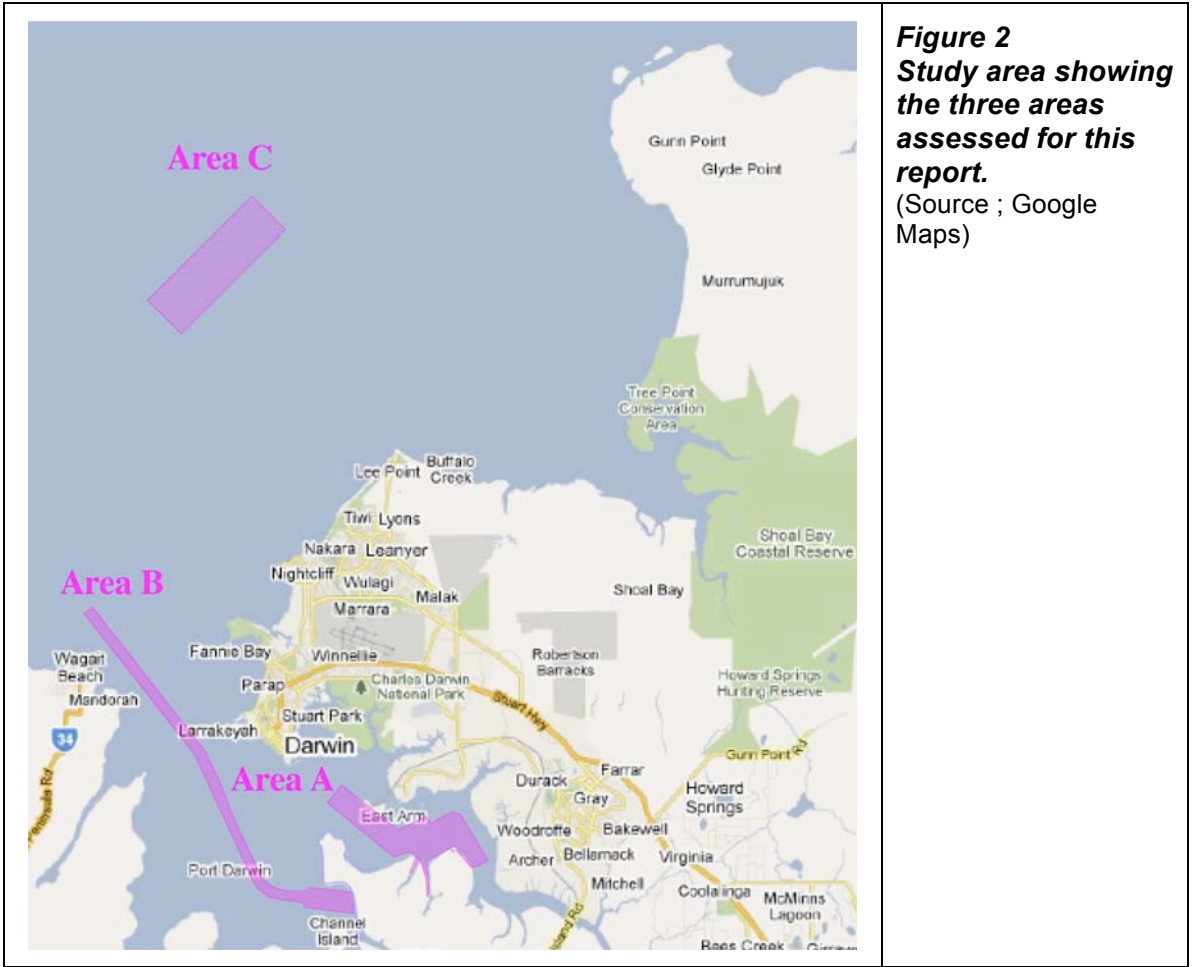 Figure 2
Study area showing
the three areas
assessed for this
report.
(Source ; Google
Maps)
Gunn Point
Glyde Point
Area C
Murrumujuk
Tree Point
Conservation
Area
Lee Point
Buffalo
Creek
Tiwi
Lyons
Shoal Bay
Coastal Reserve
Nakara
Leanyer
Nightcliff
Wulagi
Area B
Malak
Shoal Bay
Marrara
Fannie Bay
Winnellie
Robertson
Barracks
Wagait
Beach
Charles Darwin
National Park
Howard Springs
Hunting Reserve
Parap
Mandorah
Stuart Hwy
Stuart Park
Larrakeyah
34
Darwin
Gunn Point Rd
Area A
Farrar
Durack
Gray
Howard
Springs
Peninsula Rd
East Arm
Woodroffe
Bakewell
Archer
Bellamack
Virginia
Port Darwin
Mitchell
Coolalinga
McMinns
Lagoon
Channel
Island
Island Rd
Bees Creek